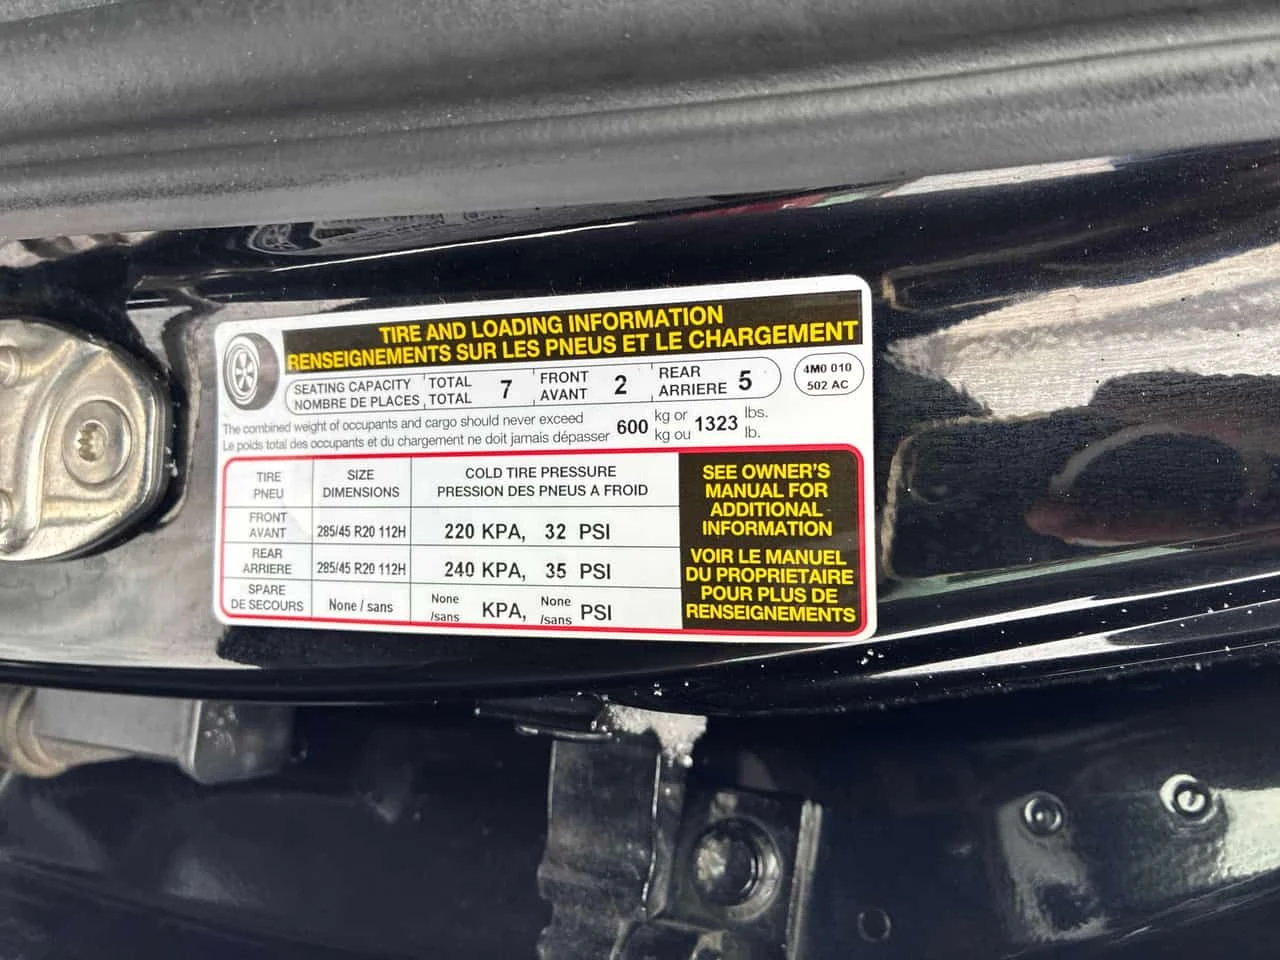 TIRE AND LOADING INFORMATION
RENSEIGNEMENTS SUR LES PNEUS ET LE CHARGEMENT
SEATING CAPACITY TOTAL 7 FRONT 2 REAR 5
NOMBRE DE PLACES TOTAL AVANT ARRIERE
4M0 010
502 AC
The combined weight of occupants and cargo should never exceed 600 kg or 1323 lbs.
Le poids total des occupants et du chargement ne doit jamais dépasser kg ou lb.
TIRE SIZE COLD TIRE PRESSURE
PNEU DIMENSIONS PRESSION DES PNEUS A FROID
FRONT
AVANT 285/45 R20 112H 220 KPA, 32 PSI
REAR
ARRIERE 285/45 R20 112H 240 KPA, 35 PSI
SPARE
DE SECOURS None / sans None /sans KPA, None /sans PSI
SEE OWNER'S
MANUAL FOR
ADDITIONAL
INFORMATION
VOIR LE MANUEL
DU PROPRIETAIRE
POUR PLUS DE
RENSEIGNEMENTS